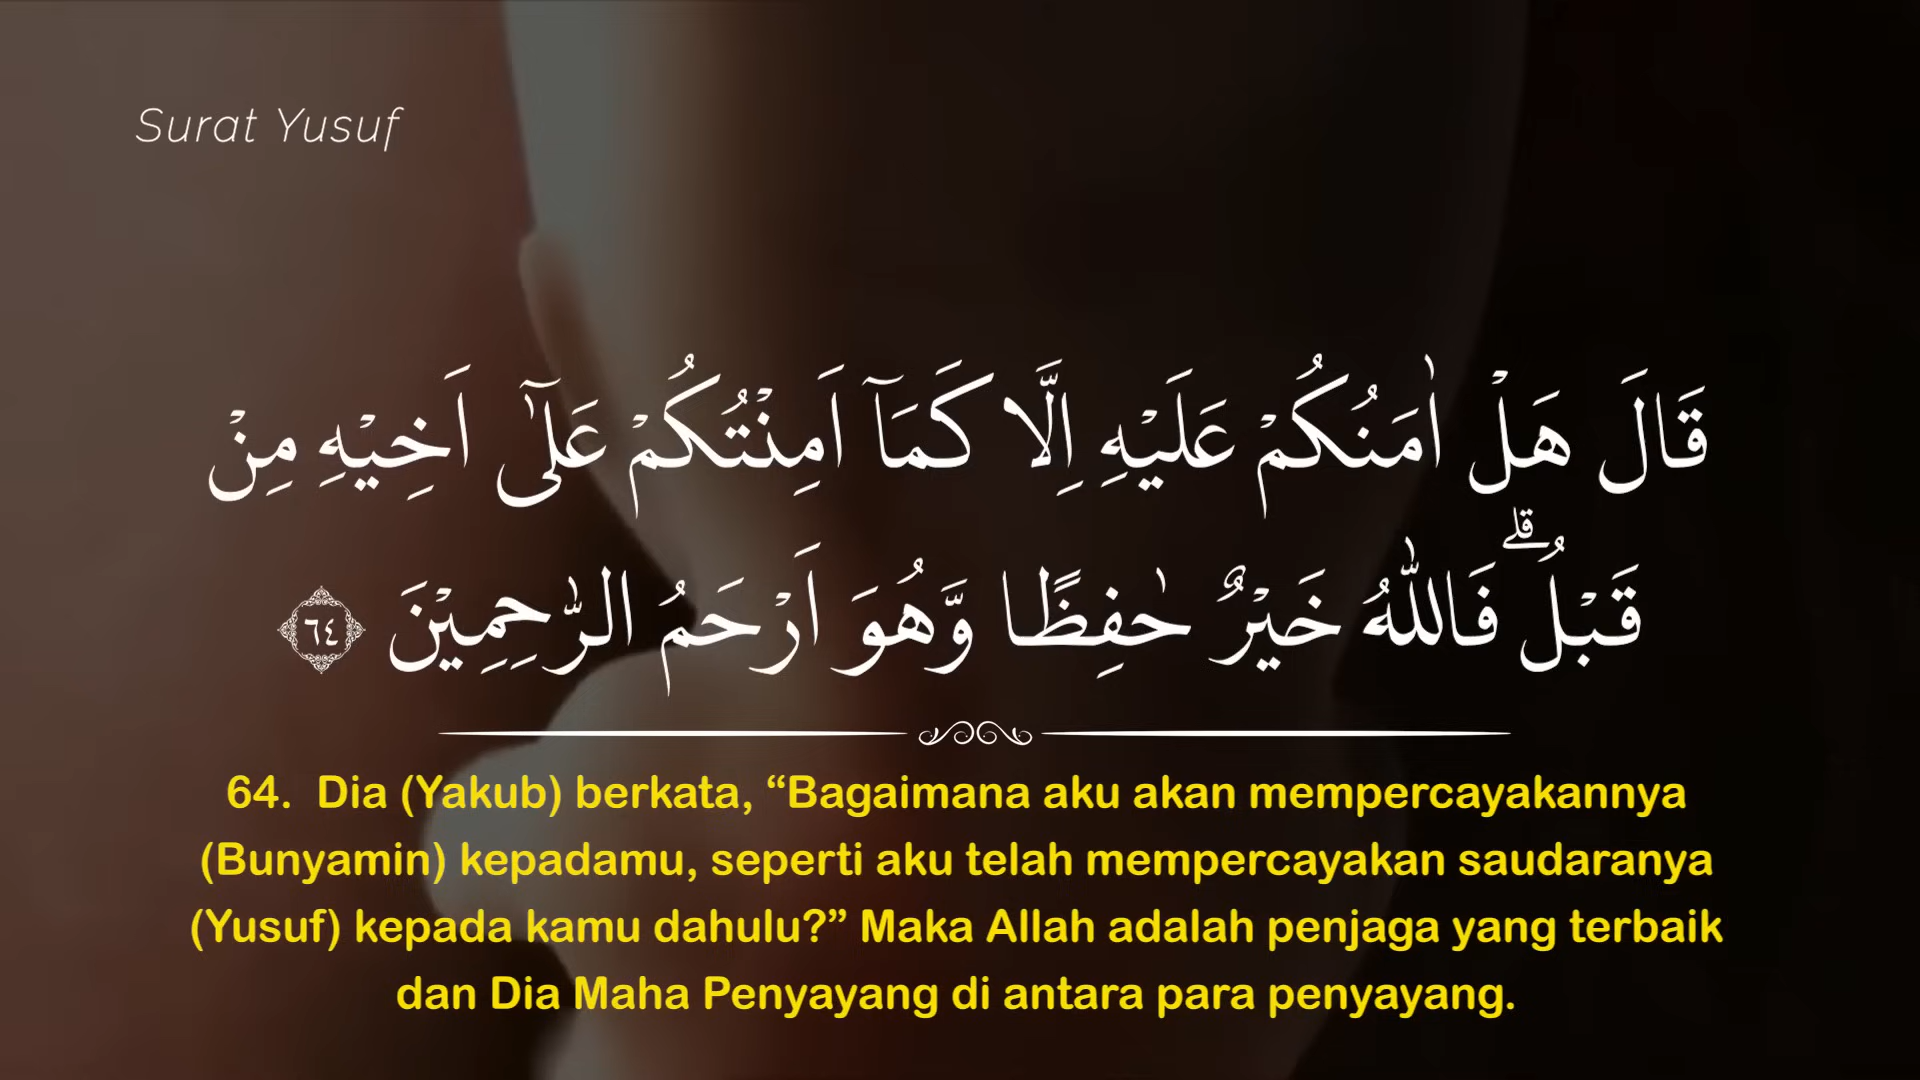 Surat Yusuf
قَالَ هَلْ اٰمَنُكُمْ عَلَيْهِ اِلَّا كَمَآ اَمِنْتُكُمْ عَلٰٓى اَخِيْهِ مِنْ
قَبْلُۗ فَاللّٰهُ خَيْرٌ حٰفِظًا وَّهُوَ اَرْحَمُ الرّٰحِمِيْنَ ٦٤
64. Dia (Yakub) berkata, “Bagaimana aku akan mempercayakannya
(Bunyamin) kepadamu, seperti aku telah mempercayakan saudaranya
(Yusuf) kepada kamu dahulu?” Maka Allah adalah penjaga yang terbaik
dan Dia Maha Penyayang di antara para penyayang.